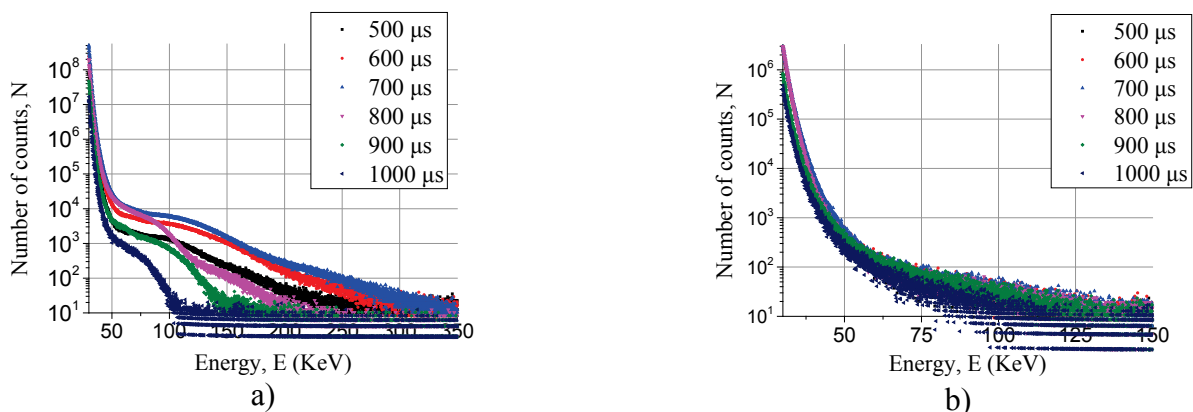 500 μs
600 μs
700 μs
800 μs
900 μs
1000 μs
Number of counts, N
10⁸
10⁷
10⁶
10⁵
10⁴
10³
10²
10¹
50 100 150 200 250 300 350
Energy, E (KeV)
a)
500 μs
600 μs
700 μs
800 μs
900 μs
1000 μs
Number of counts, N
10⁶
10⁵
10⁴
10³
10²
10¹
50 75 100 125 150
Energy, E (KeV)
b)